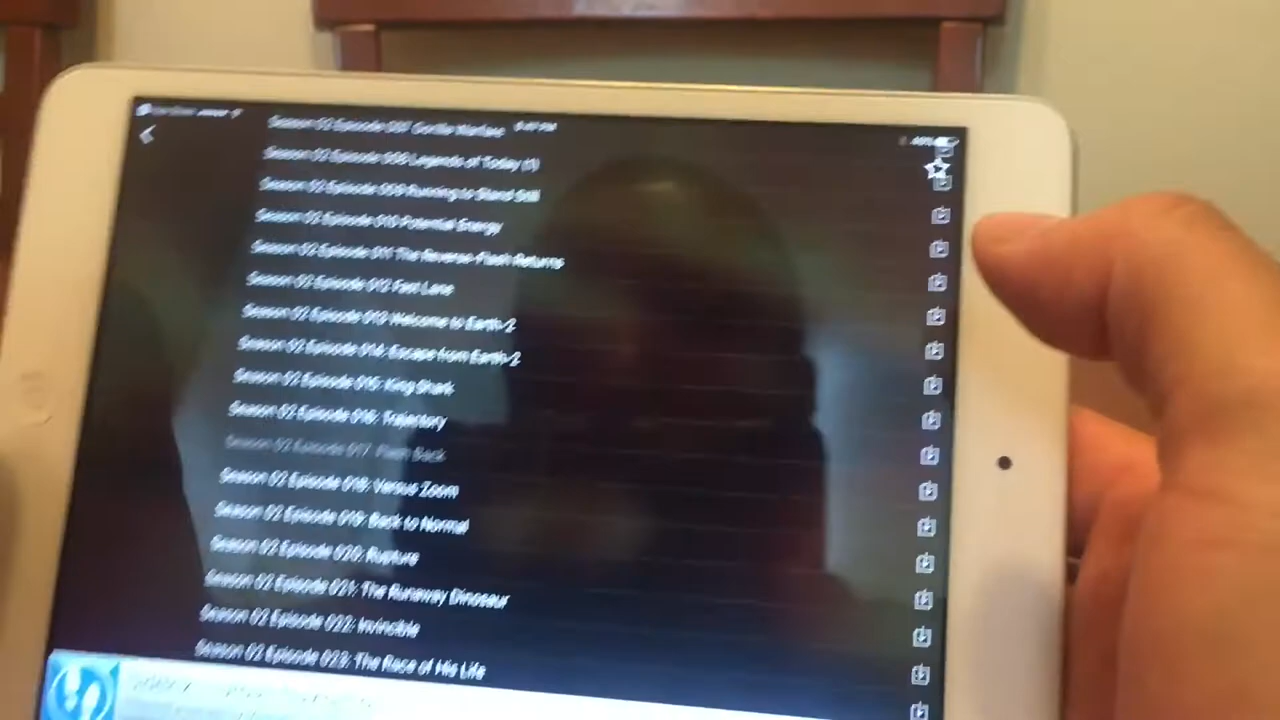 Season 02 Episode 007 Gorilla Warfare
Season 02 Episode 008 Legends of Today (1)
Season 02 Episode 009 Running to Stand Still
Season 02 Episode 010 Potential Energy
Season 02 Episode 011 The Reverse-Flash Returns
Season 02 Episode 012 Fast Lane
Season 02 Episode 013 Welcome to Earth-2
Season 02 Episode 014: Escape from Earth-2
Season 02 Episode 015: King Shark
Season 02 Episode 016: Trajectory
Season 02 Episode 017: Flash Back
Season 02 Episode 018: Versus Zoom
Season 02 Episode 019: Back to Normal
Season 02 Episode 020: Rupture
Season 02 Episode 021: The Runaway Dinosaur
Season 02 Episode 022: Invincible
Season 02 Episode 023: The Race of His Life